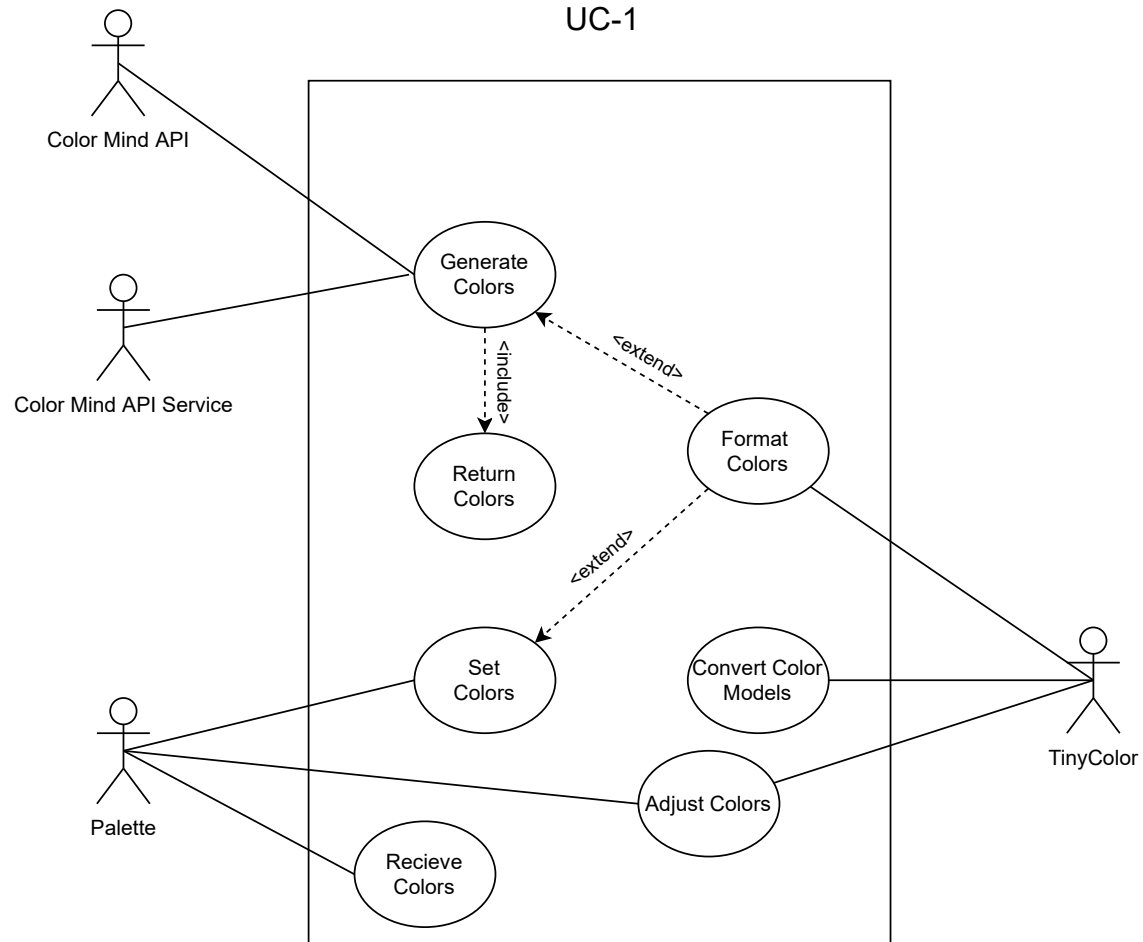 UC-1
Color Mind API
Generate
Colors
<include>
<extend>
Color Mind API Service
Format
Colors
Return
Colors
<extend>
Set
Colors
Convert Color
Models
TinyColor
Palette
Adjust Colors
Recieve
Colors